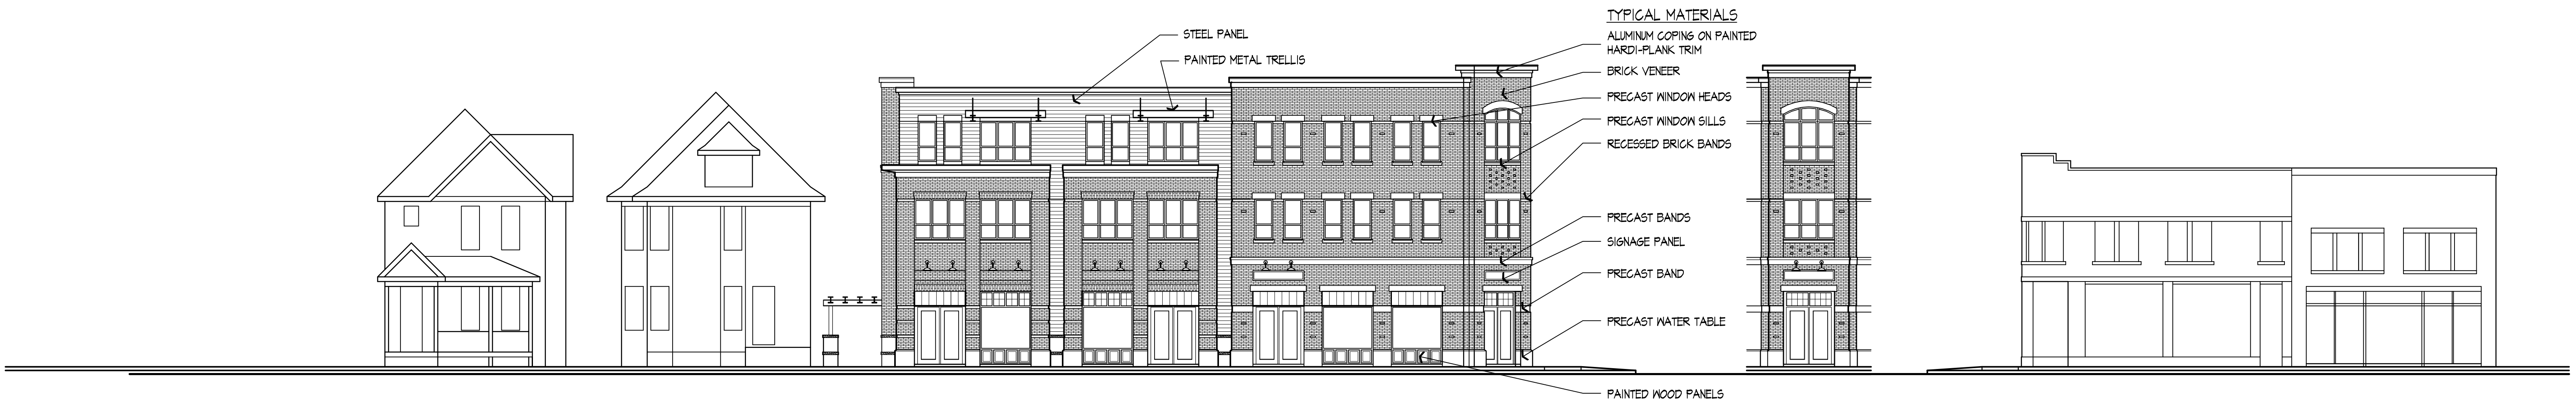 TYPICAL MATERIALS
STEEL PANEL
PAINTED METAL TRELLIS
ALUMINUM COPING ON PAINTED
HARDI-PLANK TRIM
BRICK VENEER
PRECAST WINDOW HEADS
PRECAST WINDOW SILLS
RECESSED BRICK BANDS
PRECAST BANDS
SIGNAGE PANEL
PRECAST BAND
PRECAST WATER TABLE
PAINTED WOOD PANELS